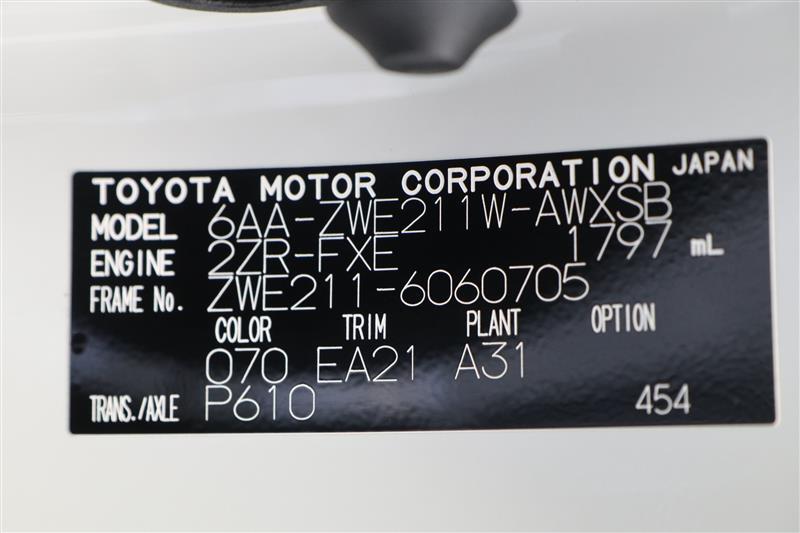 TOYOTA MOTOR CORPORATION JAPAN
MODEL 6AA-ZWE211W-AWXSB
ENGINE 2ZR-FXE 1797 mL
FRAME No. ZWE211-6060705
COLOR TRIM PLANT OPTION
070 EA21 A31
TRANS./AXLE P610 454